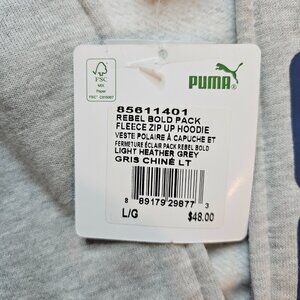 FSC
MIX
Paper
PUMA
85611401
REBEL BOLD PACK
FLEECE ZIP UP HOODIE
VESTE POLAIRE À CAPUCHE ET
FERMETURE ÉCLAIR PACK REBEL BOLD
LIGHT HEATHER GREY
GRIS CHINÉ LT
8 89179 29877 3
L/G $48.00